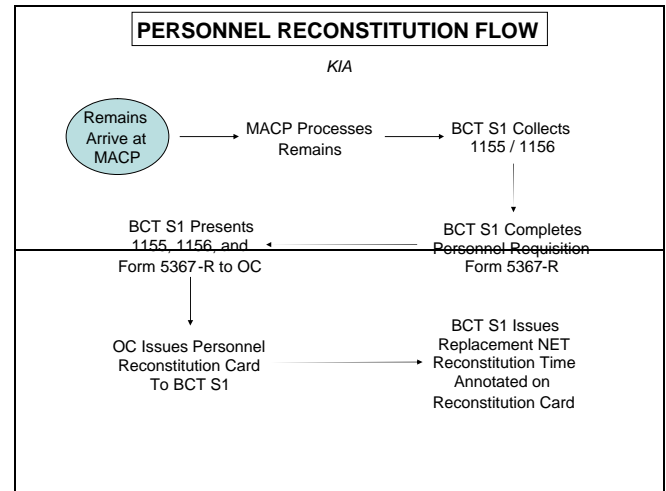 PERSONNEL RECONSTITUTION FLOW
KIA
Remains
Arrive at
MACP
MACP Processes
Remains
BCT S1 Collects
1155 / 1156
BCT S1 Completes
Personnel Requisition
Form 5367-R
BCT S1 Presents
1155, 1156, and
Form 5367-R to OC
OC Issues Personnel
Reconstitution Card
To BCT S1
BCT S1 Issues
Replacement NET
Reconstitution Time
Annotated on
Reconstitution Card